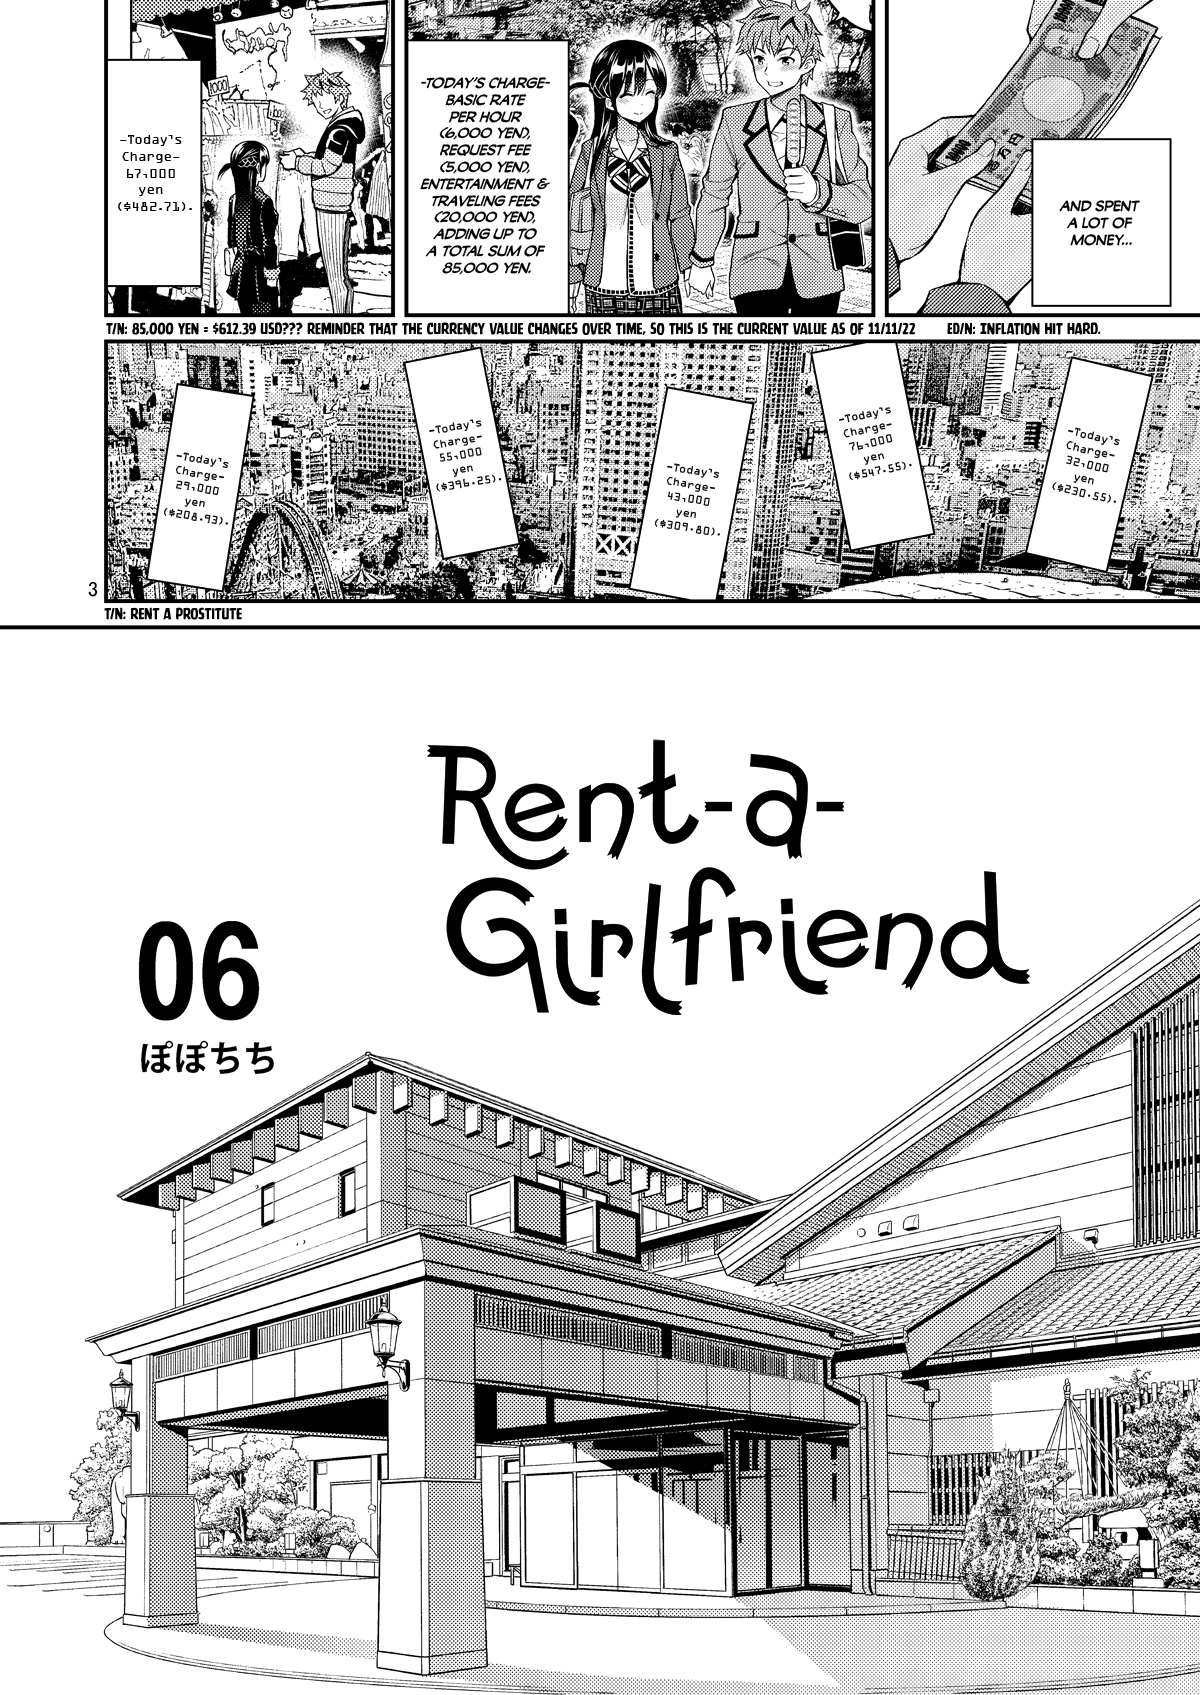 AND SPENT
A LOT OF
MONEY...
-TODAY'S CHARGE-
BASIC RATE
PER HOUR
(6,000 YEN),
REQUEST FEE
(5,000 YEN),
ENTERTAINMENT &
TRAVELING FEES
(20,000 YEN),
ADDING UP TO
A TOTAL SUM OF
85,000 YEN.
-Today's
Charge-
67,000
yen
($482.71).
1000
T/N: 85,000 YEN = $612.39 USD??? REMINDER THAT THE CURRENCY VALUE CHANGES OVER TIME, SO THIS IS THE CURRENT VALUE AS OF 11/11/22
ED/N: INFLATION HIT HARD.
-Today's
Charge-
32,000
yen
($230.55).
-Today's
Charge-
76,000
yen
($547.55).
-Today's
Charge-
43,000
yen
($309.80).
-Today's
Charge-
55,000
yen
($396.25).
-Today's
Charge-
29,000
yen
($208.93).
3
T/N: RENT A PROSTITUTE
Rent-a-
Girlfriend
06
ぽぽちち